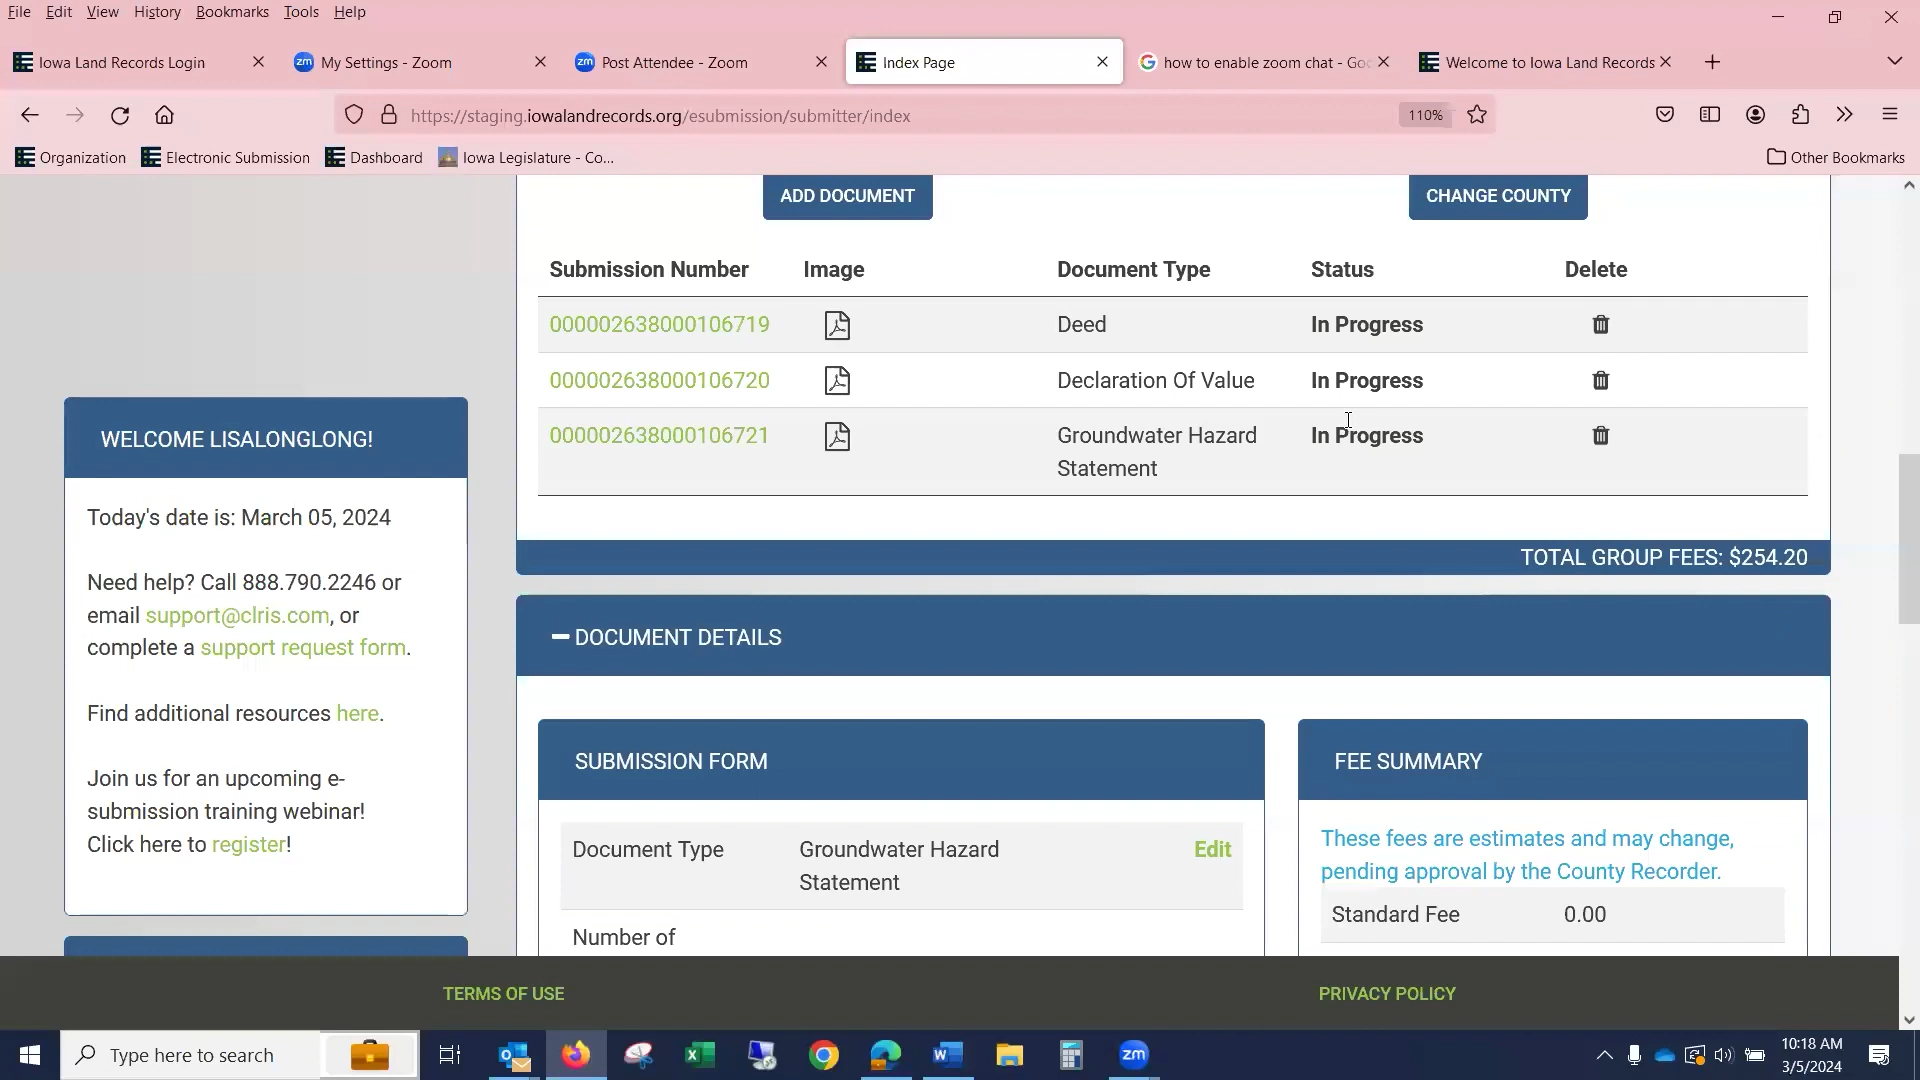 File Edit View History Bookmarks Tools Help
Iowa Land Records Login
My Settings - Zoom
Post Attendee - Zoom
Index Page
how to enable zoom chat - Goo
Welcome to Iowa Land Records
https://staging.iowalandrecords.org/esubmission/submitter/index
110%
Organization
Electronic Submission
Dashboard
Iowa Legislature - Co...
Other Bookmarks
ADD DOCUMENT
CHANGE COUNTY
Submission Number Image Document Type Status Delete
000002638000106719 Deed In Progress
000002638000106720 Declaration Of Value In Progress
000002638000106721 Groundwater Hazard In Progress
Statement
TOTAL GROUP FEES: $254.20
WELCOME LISALONGLONG!
Today's date is: March 05, 2024
Need help? Call 888.790.2246 or
email support@clris.com, or
complete a support request form.
Find additional resources here.
Join us for an upcoming e-
submission training webinar!
Click here to register!
DOCUMENT DETAILS
SUBMISSION FORM
Document Type Groundwater Hazard Edit
Statement
Number of
FEE SUMMARY
These fees are estimates and may change,
pending approval by the County Recorder.
Standard Fee 0.00
TERMS OF USE
PRIVACY POLICY
Type here to search
10:18 AM
3/5/2024